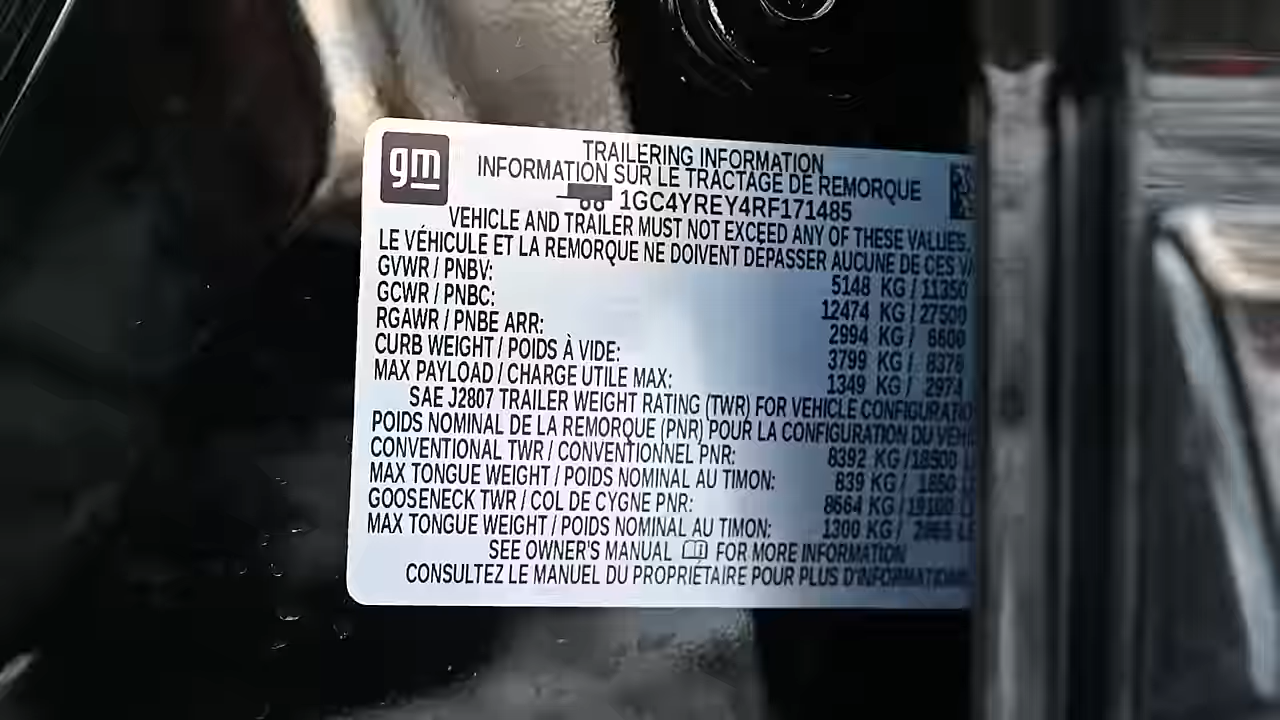 gm
TRAILERING INFORMATION
INFORMATION SUR LE TRACTAGE DE REMORQUE
1GC4YREY4RF171485
VEHICLE AND TRAILER MUST NOT EXCEED ANY OF THESE VALUES.
LE VÉHICULE ET LA REMORQUE NE DOIVENT DÉPASSER AUCUNE DE CES
GVWR / PNBV: 5148 KG / 11350
GCWR / PNBC: 12474 KG / 27500
RGAWR / PNBE ARR: 2994 KG / 6600
CURB WEIGHT / POIDS À VIDE: 3799 KG / 8376
MAX PAYLOAD / CHARGE UTILE MAX: 1349 KG / 2974
SAE J2807 TRAILER WEIGHT RATING (TWR) FOR VEHICLE
POIDS NOMINAL DE LA REMORQUE (PNR) POUR LA CONFIGURATION DU
CONVENTIONAL TWR / CONVENTIONNEL PNR: 8392 KG / 18500
MAX TONGUE WEIGHT / POIDS NOMINAL AU TIMON: 839 KG / 1850
GOOSENECK TWR / COL DE CYGNE PNR: 8664 KG / 19100
MAX TONGUE WEIGHT / POIDS NOMINAL AU TIMON: 1300 KG /
SEE OWNER'S MANUAL FOR MORE INFORMATION
CONSULTEZ LE MANUEL DU PROPRIÉTAIRE POUR PLUS D'INFORMATIONS